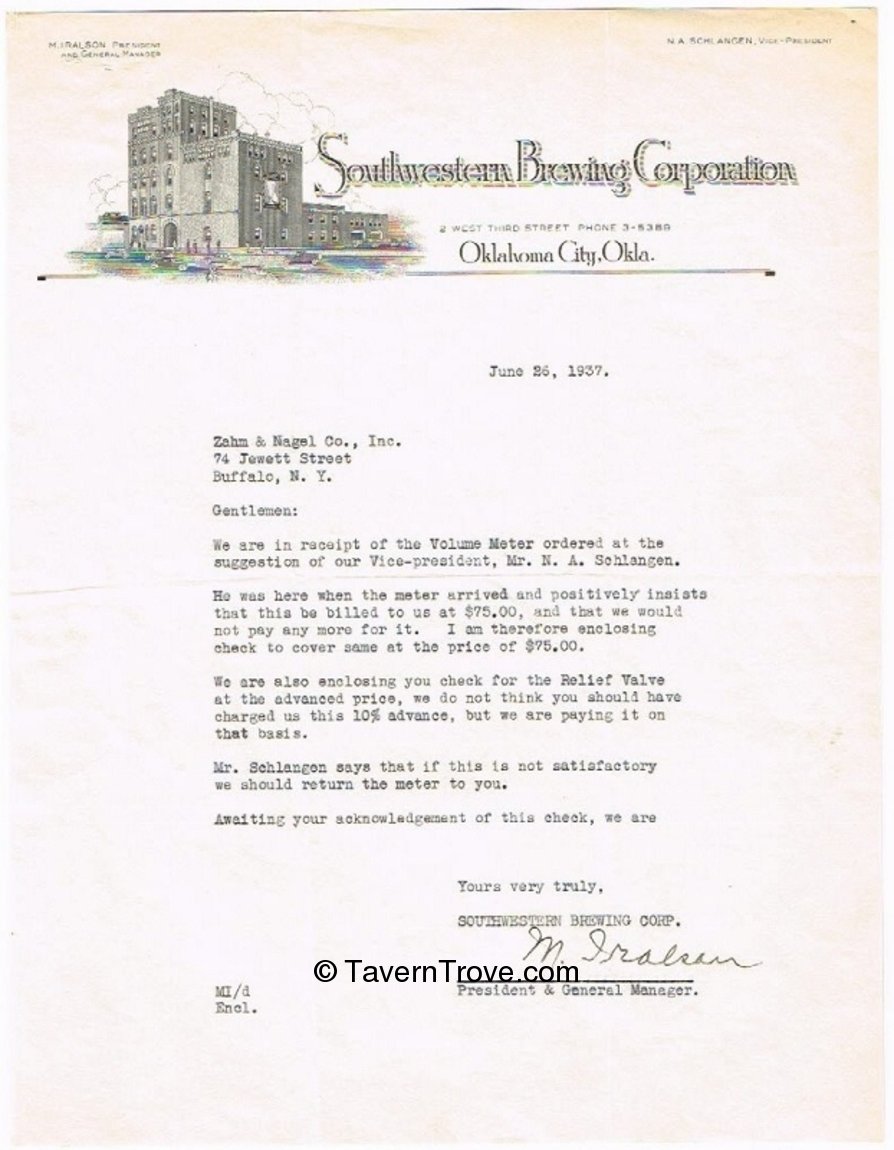 M. IRALSON PRESIDENT
AND GENERAL MANAGER
N. A. SCHLANGEN, VICE-PRESIDENT
Southwestern Brewing Corporation
2 WEST THIRD STREET PHONE 3-5389
Oklahoma City, Okla.
June 26, 1937.
Zahm & Nagel Co., Inc.
74 Jewett Street
Buffalo, N. Y.
Gentlemen:
We are in receipt of the Volume Meter ordered at the
suggestion of our Vice-president, Mr. N. A. Schlangen.
He was here when the meter arrived and positively insists
that this be billed to us at $75.00, and that we would
not pay any more for it. I am therefore enclosing
check to cover same at the price of $75.00.
We are also enclosing you check for the Relief Valve
at the advanced price, we do not think you should have
charged us this 10% advance, but we are paying it on
that basis.
Mr. Schlangen says that if this is not satisfactory
we should return the meter to you.
Awaiting your acknowledgement of this check, we are
Yours very truly,
SOUTHWESTERN BREWING CORP.
M. Iralson
© TavernTrove.com
President & General Manager.
MI/d
Encl.